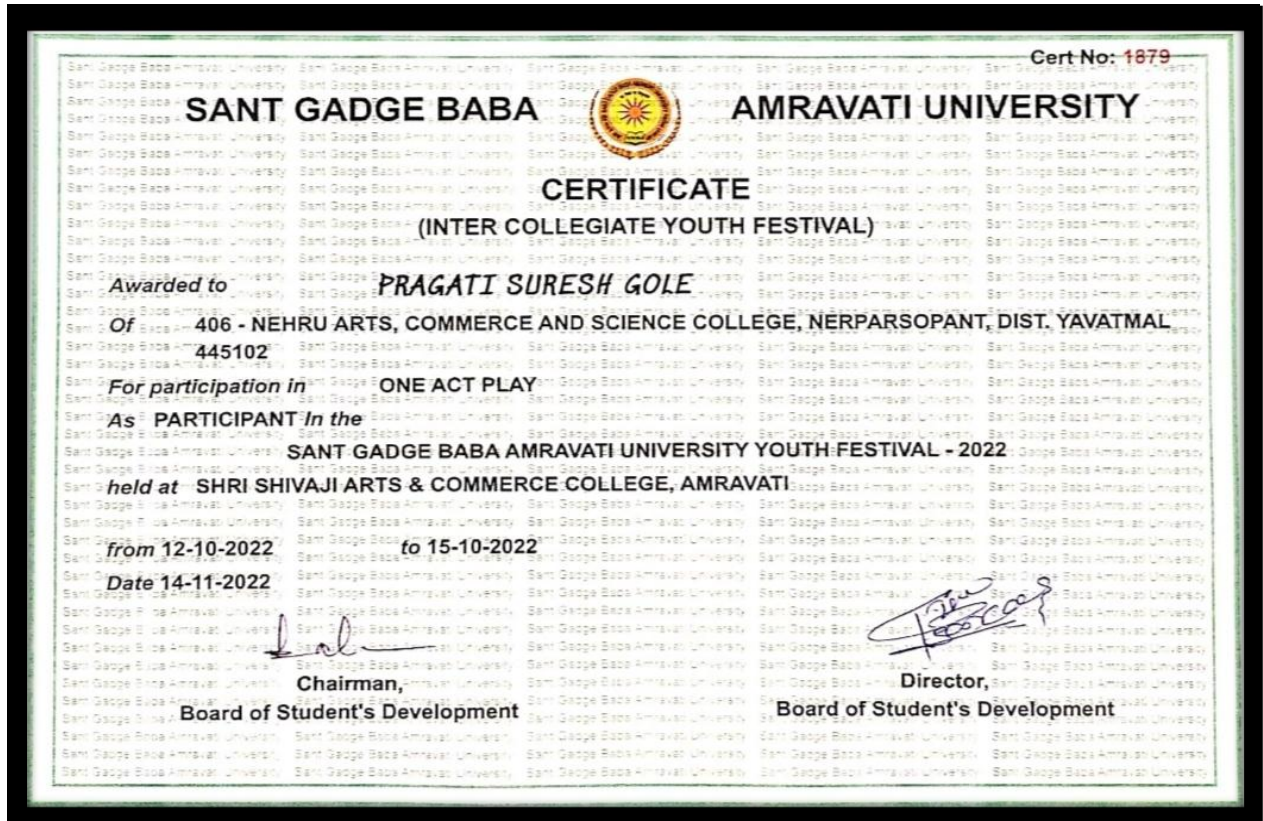 Cert No: 1879
SANT GADGE BABA AMRAVATI UNIVERSITY
CERTIFICATE
(INTER COLLEGIATE YOUTH FESTIVAL)
Awarded to PRAGATI SURESH GOLE
Of 406 - NEHRU ARTS, COMMERCE AND SCIENCE COLLEGE, NERPARSOPANT, DIST. YAVATMAL
445102
For participation in ONE ACT PLAY
As PARTICIPANT In the
SANT GADGE BABA AMRAVATI UNIVERSITY YOUTH FESTIVAL - 2022
held at SHRI SHIVAJI ARTS & COMMERCE COLLEGE, AMRAVATI
from 12-10-2022 to 15-10-2022
Date 14-11-2022
Chairman, Director,
Board of Student's Development Board of Student's Development